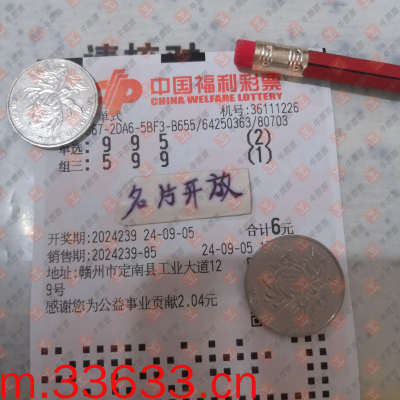 中国福利彩票
CHINA WELFARE LOTTERY
单式 机号:36111226
67-2DA6-5BF3-B655/64250363/80703
单选: 9 9 5 (2)
组三: 5 9 9 (1)
名片开放
合计6元
开奖期:2024239 24-09-05
销售期:2024239-85 24-09-05
地址:赣州市定南县工业大道12
9号
感谢您为公益事业贡献2.04元
m.33633.cn